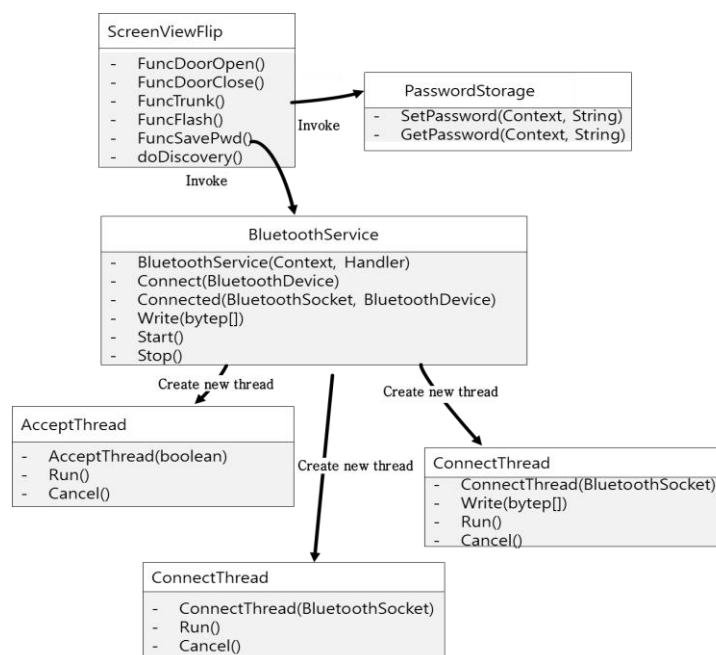 ScreenViewFlip
- FuncDoorOpen()
- FuncDoorClose()
- FuncTrunk()
- FuncFlash()
- FuncSavePwd()
- doDiscovery()
Invoke
PasswordStorage
- SetPassword(Context, String)
- GetPassword(Context, String)
Invoke
BluetoothService
- BluetoothService(Context, Handler)
- Connect(BluetoothDevice)
- Connected(BluetoothSocket, BluetoothDevice)
- Write(bytep[])
- Start()
- Stop()
Create new thread
Create new thread
Create new thread
AcceptThread
- AcceptThread(boolean)
- Run()
- Cancel()
ConnectThread
- ConnectThread(BluetoothSocket)
- Write(bytep[])
- Run()
- Cancel()
ConnectThread
- ConnectThread(BluetoothSocket)
- Run()
- Cancel()